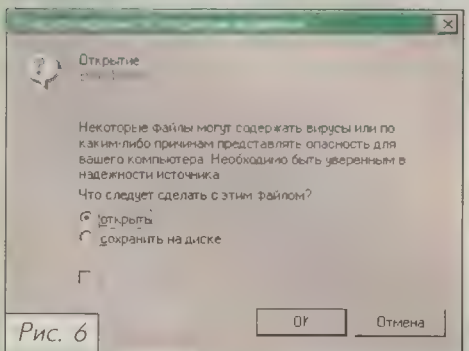 Открытие
Некоторые файлы могут содержать вирусы или по
каким-либо причинам представлять опасность для
вашего компьютера. Необходимо быть уверенным в
надежности источника
Что следует сделать с этим файлом?
открыть
сохранить на диске
OK
Отмена
Рис. 6